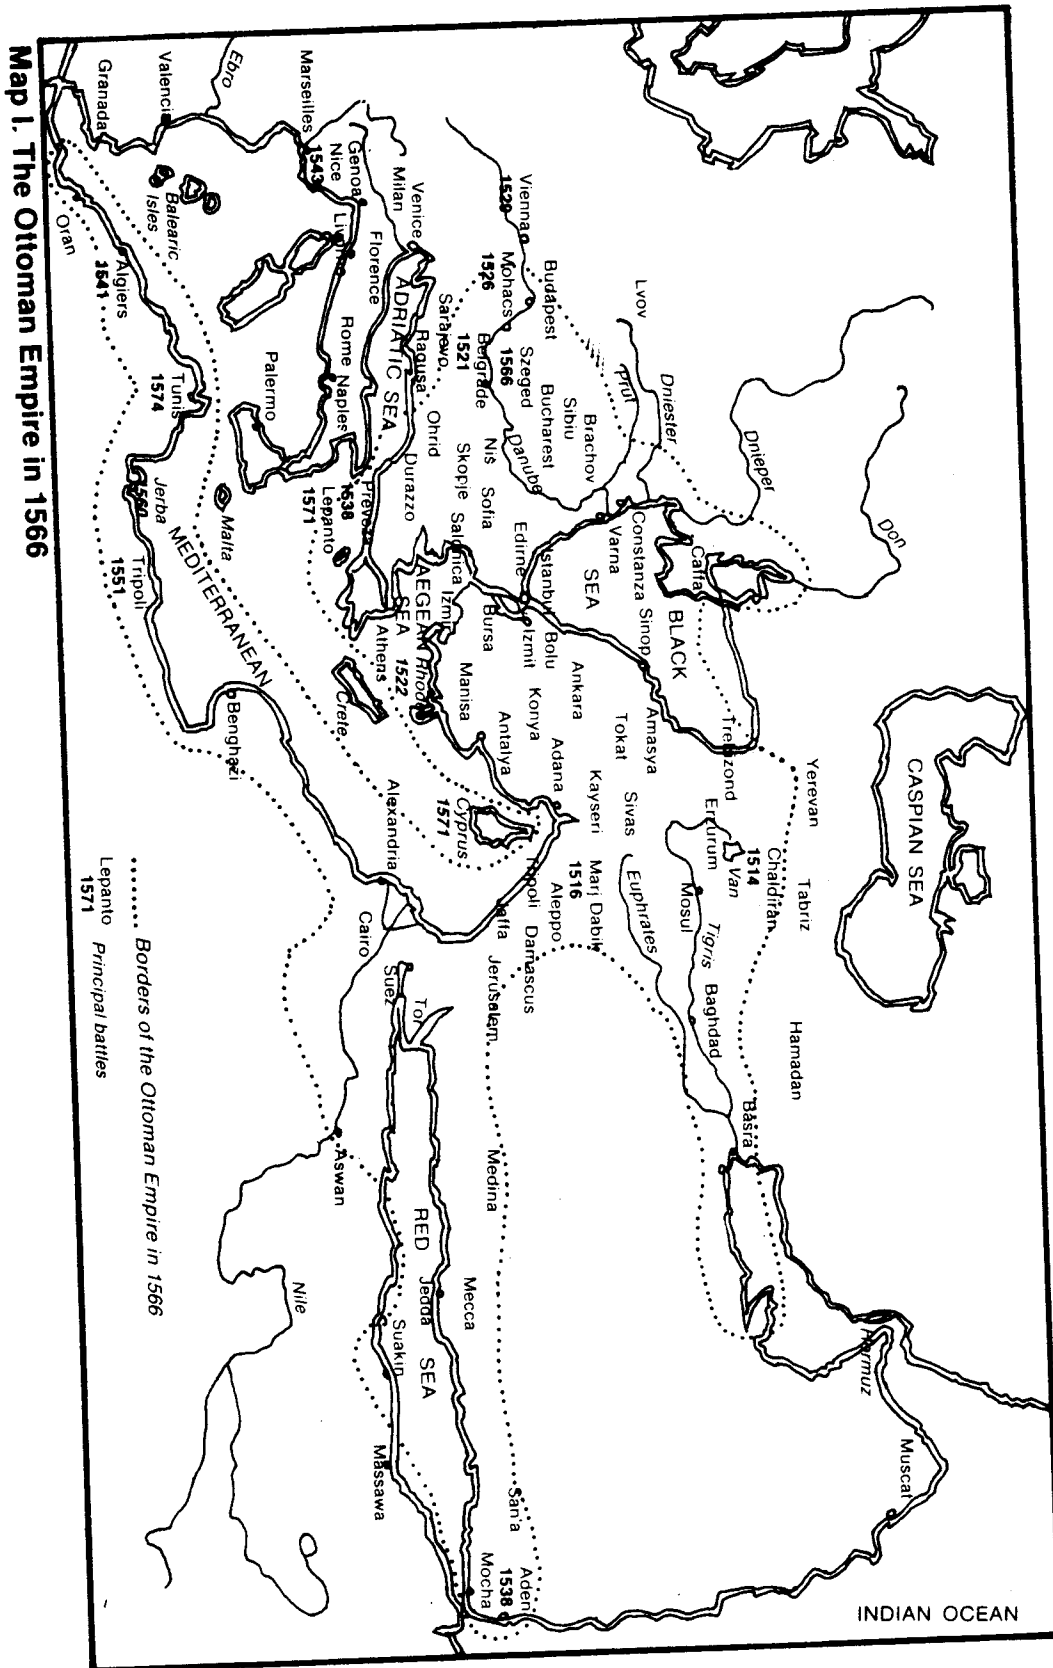 Ebro
Marseilles
1543
Nice
Genoa
Milan
Venice
Valencia
Granada
Balearic
Isles
Oran
Algiers
1541
Florence
Rome
Naples
Palermo
Tunis
1574
Jerba
1560
Malta
Tripoli
1551
MEDITERRANEAN
Benghazi
ADRIATIC SEA
Vienna
1529
Budapest
Mohacs
1526
Szeged
1566
Belgrade
1521
Sarajevo
Ragusa
Lvov
Prut
Dniester
Dnieper
Don
Brachov
Sibiu
Bucharest
Danube
Nis
Sofia
Skopje
Ohrid
Durazzo
Preveza
1538
Lepanto
1571
Salonica
Edirne
Istanbul
Varna
Constanza
Caffa
BLACK
SEA
Sinop
Bolu
Izmit
Bursa
Izmir
AEGEAN
SEA
Athens
Rhodes
1522
Crete
Manisa
Antalya
Konya
Ankara
Adana
Tokat
Amasya
Trebizond
Kayseri
Sivas
Erzurum
Van
Chaldiran
1514
Yerevan
Tabriz
CASPIAN SEA
Hamadan
Cyprus
1571
Marj Dabik
1516
Aleppo
Tripoli
Damascus
Jaffa
Jerusalem
Euphrates
Mosul
Tigris
Baghdad
Basra
Alexandria
Cairo
Suez
Tor
Aswan
Nile
Medina
RED
SEA
Jedda
Mecca
Suakin
Massawa
San'a
Aden
1538
Mocha
Harmuz
Muscat
INDIAN OCEAN
Borders of the Ottoman Empire in 1566
Lepanto
1571
Principal battles
Map I. The Ottoman Empire in 1566